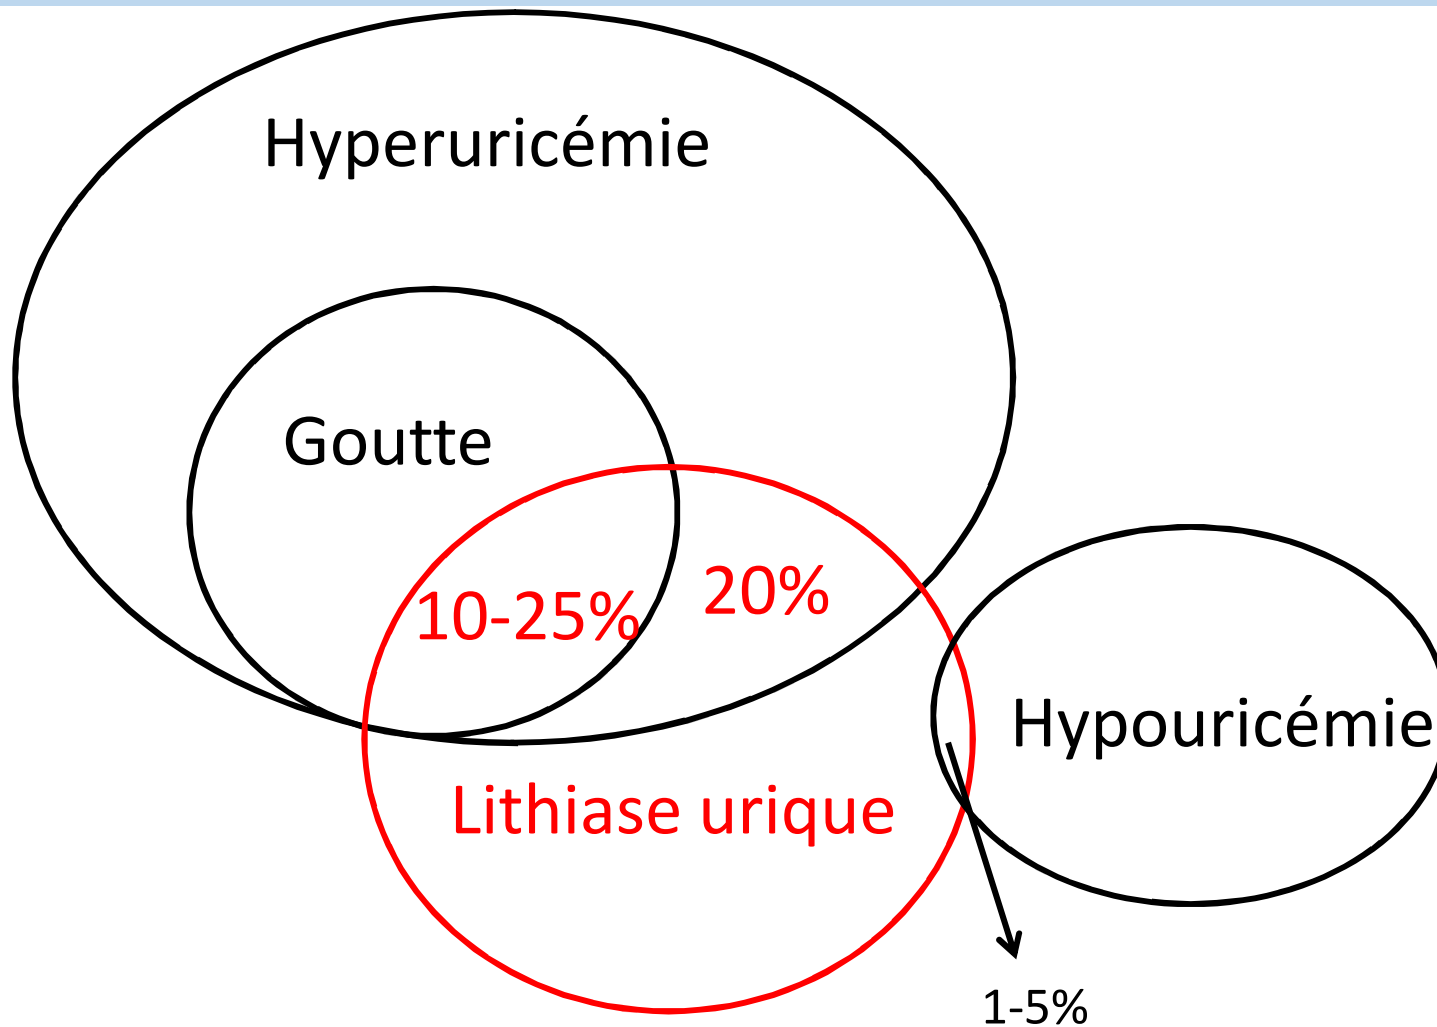 Hyperuricémie
Goutte
10-25%
20%
Hypouricémie
Lithiase urique
1-5%